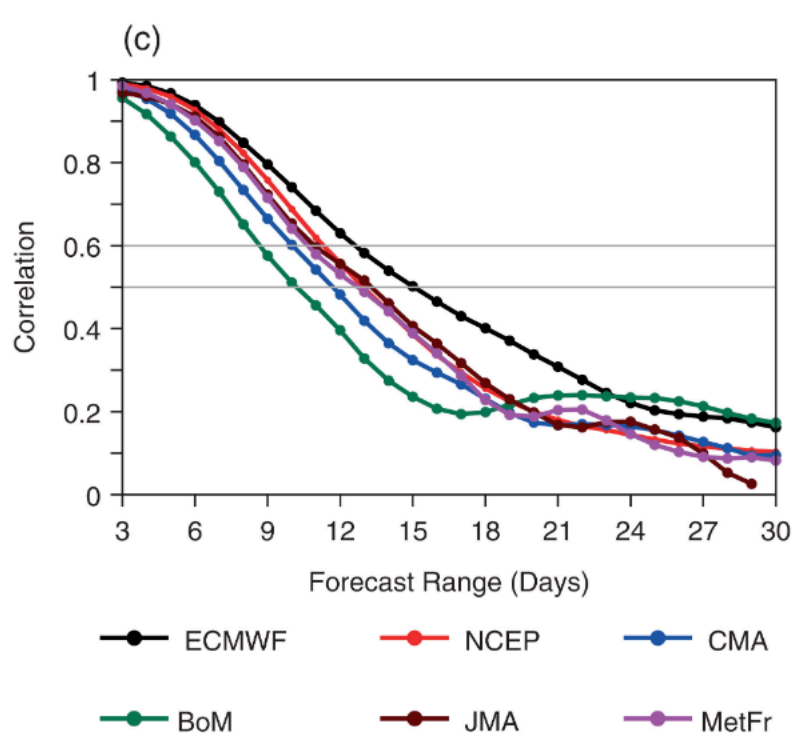 (c)
1
0.8
0.6
0.4
0.2
0
Correlation
3 6 9 12 15 18 21 24 27 30
Forecast Range (Days)
ECMWF NCEP CMA
BoM JMA MetFr